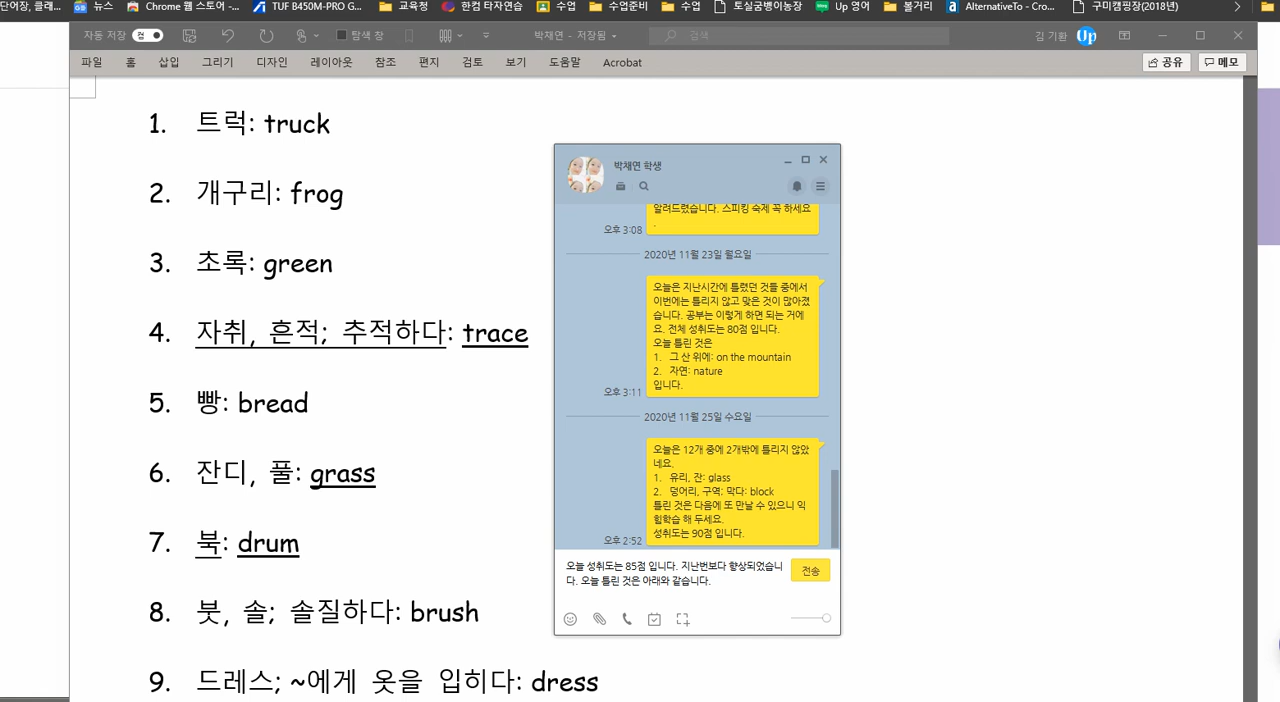 단어장, 클래... 뉴스 Chrome 웹 스토어 -... TUF B450M-PRO G... 교육청 한컴 타자연습 수업 수업준비 수업 토실공병이농장 Up 영어 볼거리 AlternativeTo - Cro... 구미캠핑장(2018년)
자동 저장 탐색 창 박재연 - 저장됨 검색 김 기환 Up
파일 홈 삽입 그리기 디자인 레이아웃 참조 편지 검토 보기 도움말 Acrobat 공유 메모
1. 트럭: truck
2. 개구리: frog
3. 초록: green
4. 자취, 흔적; 추적하다: trace
5. 빵: bread
6. 잔디, 풀: grass
7. 북: drum
8. 붓, 솔; 솔질하다: brush
9. 드레스; ~에게 옷을 입히다: dress
박채연 학생
알려드렸습니다. 스피킹 숙제 꼭 하세요
.
오후 3:08
2020년 11월 23일 월요일
오늘은 지난시간에 틀렸던 것들 중에서
이번에는 틀리지 않고 맞은 것이 많아졌
습니다. 공부는 이렇게 하면 되는 거에
요. 전체 성취도는 80점 입니다.
오늘 틀린 것은
1. 그 산 위에: on the mountain
2. 자연: nature
입니다.
오후 3:11
2020년 11월 25일 수요일
오늘은 12개 중에 2개밖에 틀리지 않았
네요.
1. 유리, 잔: glass
2. 덩어리, 구역; 막다: block
틀린 것은 다음에 또 만날 수 있으니 익
힘학습 해 두세요.
성취도는 90점 입니다.
오후 2:52
오늘 성취도는 85점 입니다. 지난번보다 향상되었습니
다. 오늘 틀린 것은 아래와 같습니다.
전송